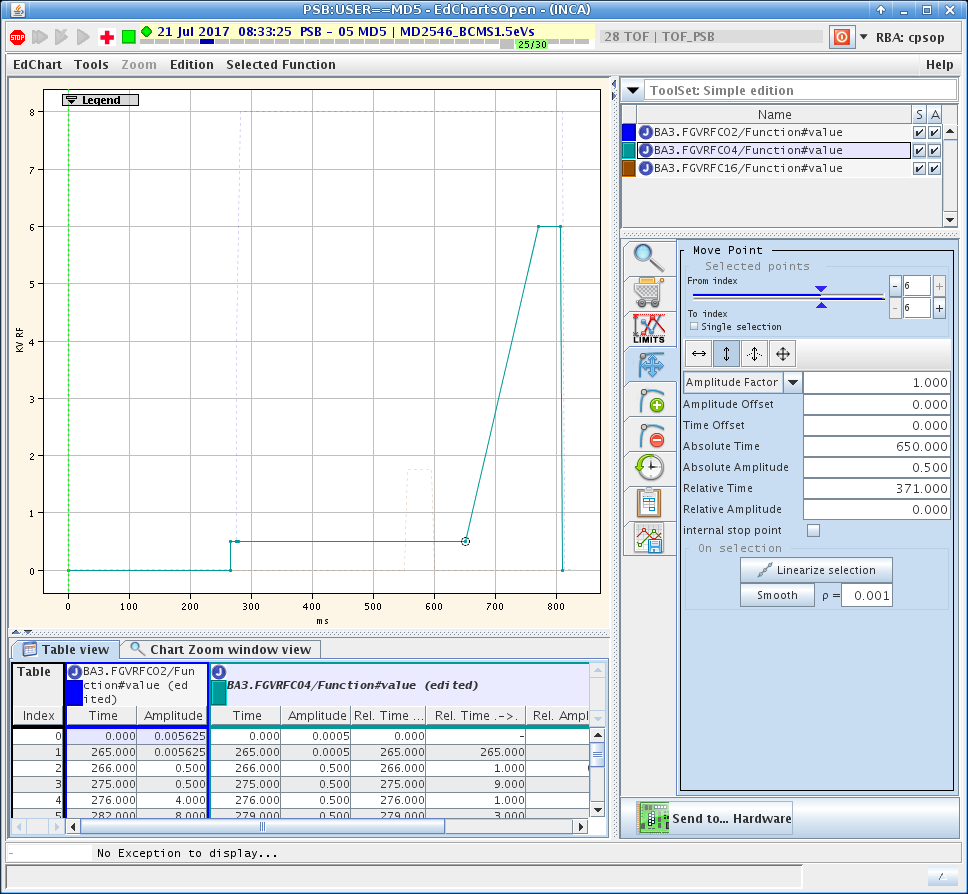 PSB:USER==MD5 - EdChartsOpen - (INCA)
STOP
21 Jul 2017 08:33:25 PSB - 05 MD5 | MD2546_BCMS1.5eVs
25/30
28 TOF | TOF_PSB
RBA: cpsop
EdChart Tools Zoom Edition Selected Function Help
Legend
8
7
6
5
4
3
2
1
0
KV RF
0 100 200 300 400 500 600 700 800
ms
ToolSet: Simple edition
Name S A
J BA3.FGVRFC02/Function#value
J BA3.FGVRFC04/Function#value
J BA3.FGVRFC16/Function#value
LIMITS
Move Point
Selected points
From index
- 6 +
To index
- 6 +
Single selection
Amplitude Factor 1.000
Amplitude Offset 0.000
Time Offset 0.000
Absolute Time 650.000
Absolute Amplitude 0.500
Relative Time 371.000
Relative Amplitude 0.000
internal stop point
On selection
Linearize selection
Smooth ρ = 0.001
Send to... Hardware
Table view Chart Zoom window view
Table
J BA3.FGVRFC02/Fun
ction#value (ed
ited)
J
BA3.FGVRFC04/Function#value (edited)
Index Time Amplitude Time Amplitude Rel. Time ... Rel. Time .->. Rel. Ampl
0 0.000 0.005625 0.000 0.0005 0.000 -
1 265.000 0.005625 265.000 0.0005 265.000 265.000
2 266.000 0.500 266.000 0.500 266.000 1.000
3 275.000 0.500 275.000 0.500 275.000 9.000
4 276.000 4.000 276.000 0.500 276.000 1.000
5 282.000 8.000 279.000 0.500 279.000 3.000
- No Exception to display...